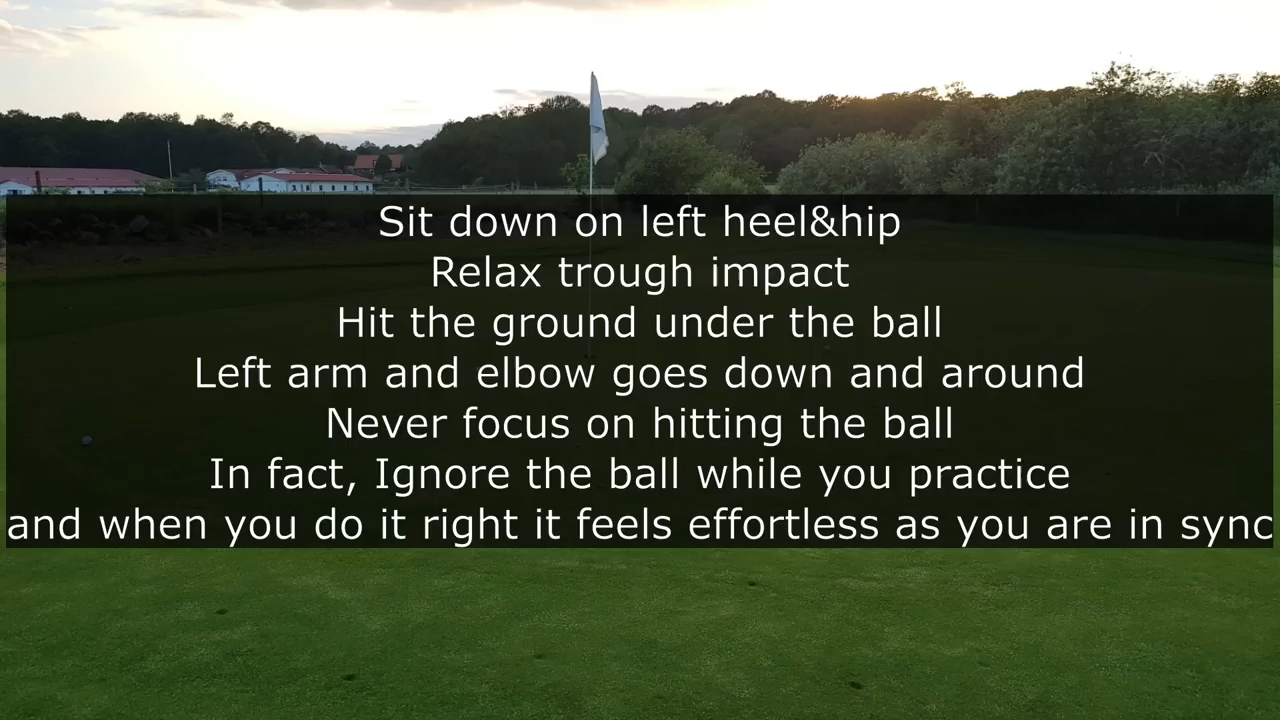 Sit down on left heel&hip
Relax trough impact
Hit the ground under the ball
Left arm and elbow goes down and around
Never focus on hitting the ball
In fact, Ignore the ball while you practice
and when you do it right it feels effortless as you are in sync